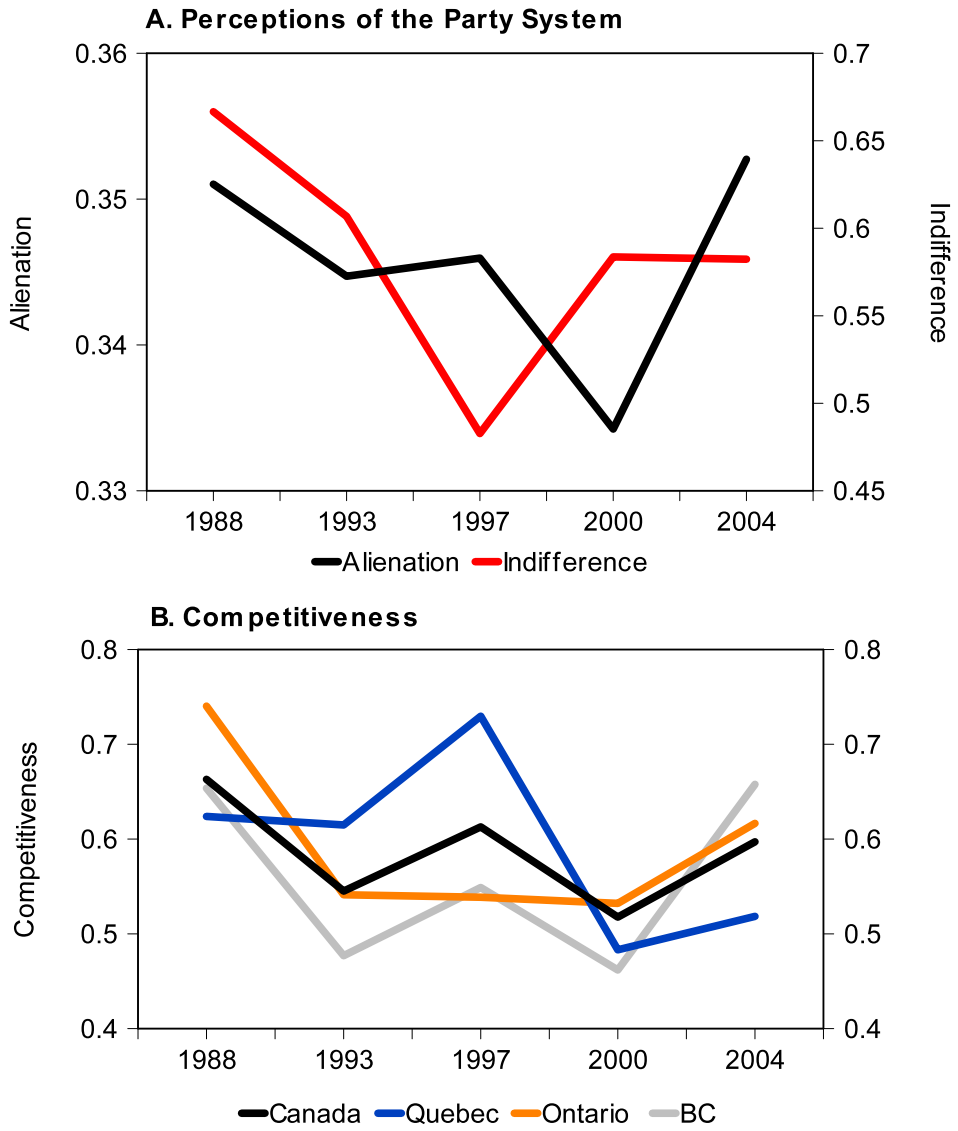 A. Perceptions of the Party System
0.36 0.7
0.65
0.35
0.6
Alienation
Indifference
0.55
0.34
0.5
0.33 0.45
1988 1993 1997 2000 2004
Alienation Indifference
B. Competitiveness
0.8 0.8
0.7 0.7
Competitiveness
0.6 0.6
0.5 0.5
0.4 0.4
1988 1993 1997 2000 2004
Canada Quebec Ontario BC